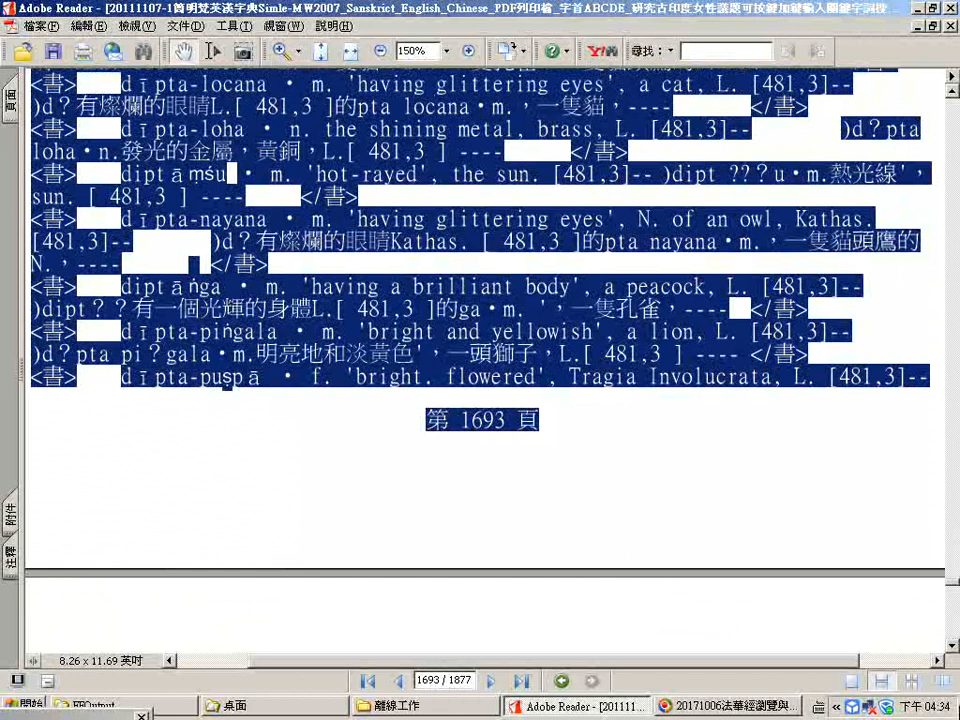 Adobe Reader - [20111107-1簡明梵英漢字典Simle-MW2007_Sanskrict_English_Chinese_PDF列印檔_字首ABCDE_研究古印度女性議題可按鍵加鍵輸入關鍵字詞搜...
檔案(F) 編輯(E) 檢視(V) 文件(D) 工具(T) 視窗(W) 說明(H)
150% Y! 尋找：
頁面
<書> dīpta-locana • m. 'having glittering eyes', a cat, L. [481,3]--
)d？有燦爛的眼睛L.[ 481,3 ]的pta locana•m.，一隻貓，---- </書>
<書> dīpta-loha • n. the shining metal, brass, L. [481,3]-- )d？pta
loha•n.發光的金屬，黃銅，L.[ 481,3 ] ---- </書>
<書> diptāṃśu • m. 'hot-rayed', the sun. [481,3]-- )dipt ???u•m.熱光線'，
sun. [ 481,3 ] ---- </書>
<書> dīpta-nayana • m. 'having glittering eyes', N. of an owl, Kathas.
[481,3]-- )d？有燦爛的眼睛Kathas. [ 481,3 ]的pta nayana•m.，一隻貓頭鷹的
N.，---- </書>
<書> diptāṅga • m. 'having a brilliant body', a peacock, L. [481,3]--
)dipt？？有一個光輝的身體L.[ 481,3 ]的ga•m. '，一隻孔雀，---- </書>
<書> dīpta-piṅgala • m. 'bright and yellowish', a lion, L. [481,3]--
)d？pta pi？gala•m.明亮地和淡黃色'，一頭獅子，L.[ 481,3 ] ---- </書>
<書> dīpta-puṣpā • f. 'bright. flowered', Tragia Involucrata, L. [481,3]--
第 1693 頁
附件
注釋
8.26 x 11.69 英吋
1693 / 1877
開始 FFOutput 桌面 離線工作 Adobe Reader - [2011... 20171006法華經瀏覽與... « 下午 04:34